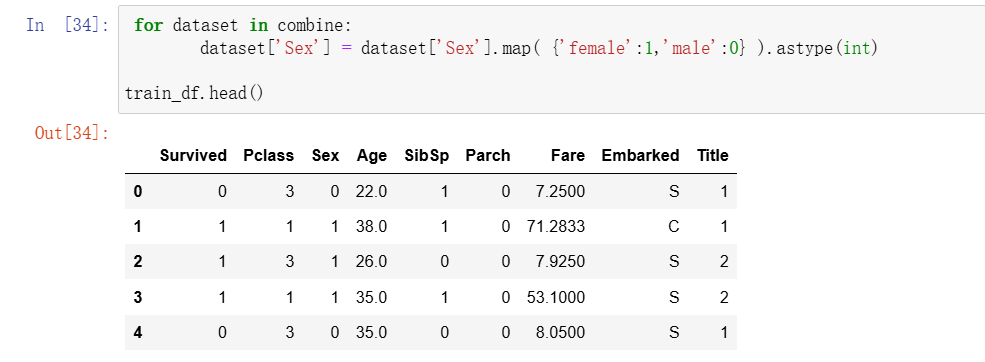 In [34]: for dataset in combine:
dataset['Sex'] = dataset['Sex'].map( {'female':1,'male':0} ).astype(int)
train_df.head()
Out[34]:
Survived Pclass Sex Age SibSp Parch Fare Embarked Title
0 0 3 0 22.0 1 0 7.2500 S 1
1 1 1 1 38.0 1 0 71.2833 C 1
2 1 3 1 26.0 0 0 7.9250 S 2
3 1 1 1 35.0 1 0 53.1000 S 2
4 0 3 0 35.0 0 0 8.0500 S 1